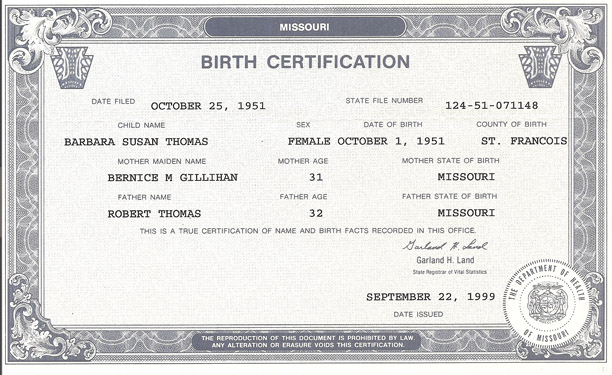 MISSOURI
BIRTH CERTIFICATION
DATE FILED OCTOBER 25, 1951 STATE FILE NUMBER 124-51-071148
CHILD NAME SEX DATE OF BIRTH COUNTY OF BIRTH
BARBARA SUSAN THOMAS FEMALE OCTOBER 1, 1951 ST. FRANCOIS
MOTHER MAIDEN NAME MOTHER AGE MOTHER STATE OF BIRTH
BERNICE M GILLIHAN 31 MISSOURI
FATHER NAME FATHER AGE FATHER STATE OF BIRTH
ROBERT THOMAS 32 MISSOURI
THIS IS A TRUE CERTIFICATION OF NAME AND BIRTH FACTS RECORDED IN THIS OFFICE.
Garland H. Land
Garland H. Land
State Registrar of Vital Statistics
SEPTEMBER 22, 1999
DATE ISSUED
THE DEPARTMENT OF HEALTH
OF MISSOURI
THE REPRODUCTION OF THIS DOCUMENT IS PROHIBITED BY LAW.
ANY ALTERATION OR ERASURE VOIDS THIS CERTIFICATION.